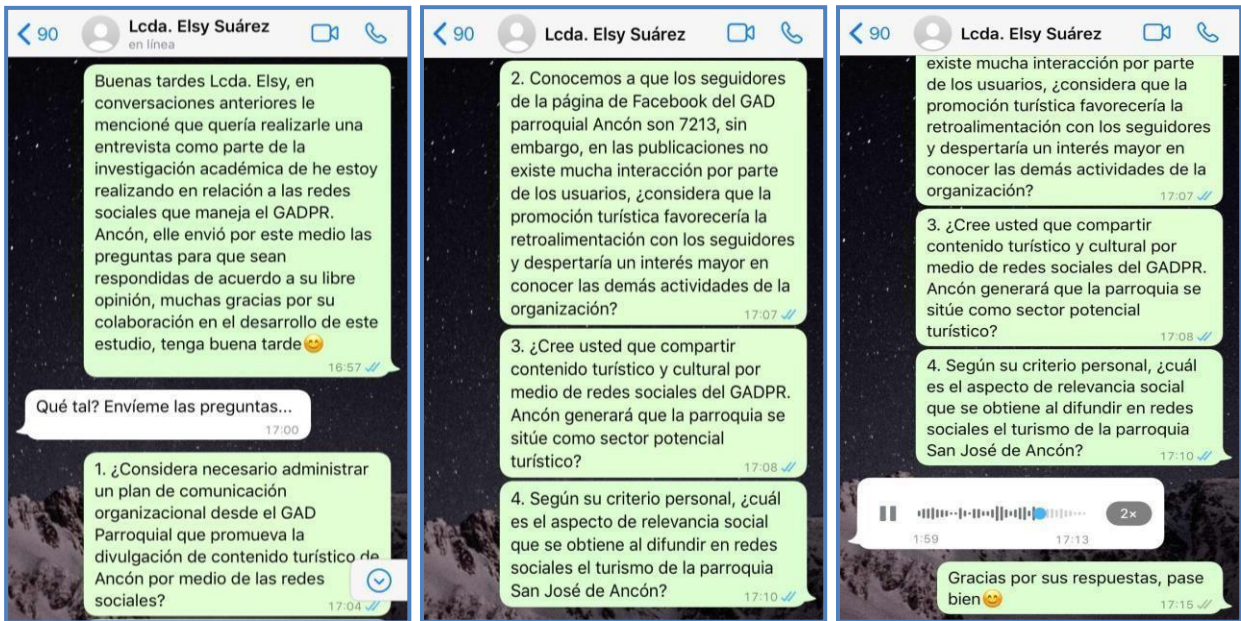 90
Lcda. Elsy Suárez
en línea
Buenas tardes Lcda. Elsy, en
conversaciones anteriores le
mencioné que quería realizarle una
entrevista como parte de la
investigación académica de he estoy
realizando en relación a las redes
sociales que maneja el GADPR.
Ancón, elle envió por este medio las
preguntas para que sean
respondidas de acuerdo a su libre
opinión, muchas gracias por su
colaboración en el desarrollo de este
estudio, tenga buena tarde😊
16:57
Qué tal? Envíeme las preguntas...
17:00
1. ¿Considera necesario administrar
un plan de comunicación
organizacional desde el GAD
Parroquial que promueva la
divulgación de contenido turístico de
Ancón por medio de las redes
sociales?
17:04
90
Lcda. Elsy Suárez
2. Conocemos a que los seguidores
de la página de Facebook del GAD
parroquial Ancón son 7213, sin
embargo, en las publicaciones no
existe mucha interacción por parte
de los usuarios, ¿considera que la
promoción turística favorecería la
retroalimentación con los seguidores
y despertaría un interés mayor en
conocer las demás actividades de la
organización?
17:07
3. ¿Cree usted que compartir
contenido turístico y cultural por
medio de redes sociales del GADPR.
Ancón generará que la parroquia se
sitúe como sector potencial
turístico?
17:08
4. Según su criterio personal, ¿cuál
es el aspecto de relevancia social
que se obtiene al difundir en redes
sociales el turismo de la parroquia
San José de Ancón?
17:10
90
Lcda. Elsy Suárez
existe mucha interacción por parte
de los usuarios, ¿considera que la
promoción turística favorecería la
retroalimentación con los seguidores
y despertaría un interés mayor en
conocer las demás actividades de la
organización?
17:07
3. ¿Cree usted que compartir
contenido turístico y cultural por
medio de redes sociales del GADPR.
Ancón generará que la parroquia se
sitúe como sector potencial
turístico?
17:08
4. Según su criterio personal, ¿cuál
es el aspecto de relevancia social
que se obtiene al difundir en redes
sociales el turismo de la parroquia
San José de Ancón?
17:10
2×
1:59
17:13
Gracias por sus respuestas, pase
bien😊
17:15